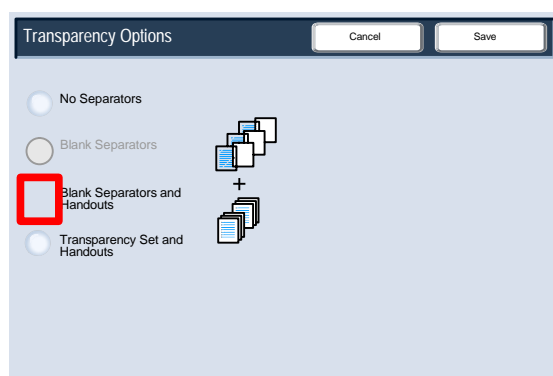 Transparency Options
Cancel
Save
No Separators
Blank Separators
Blank Separators and
Handouts
+
Transparency Set and
Handouts